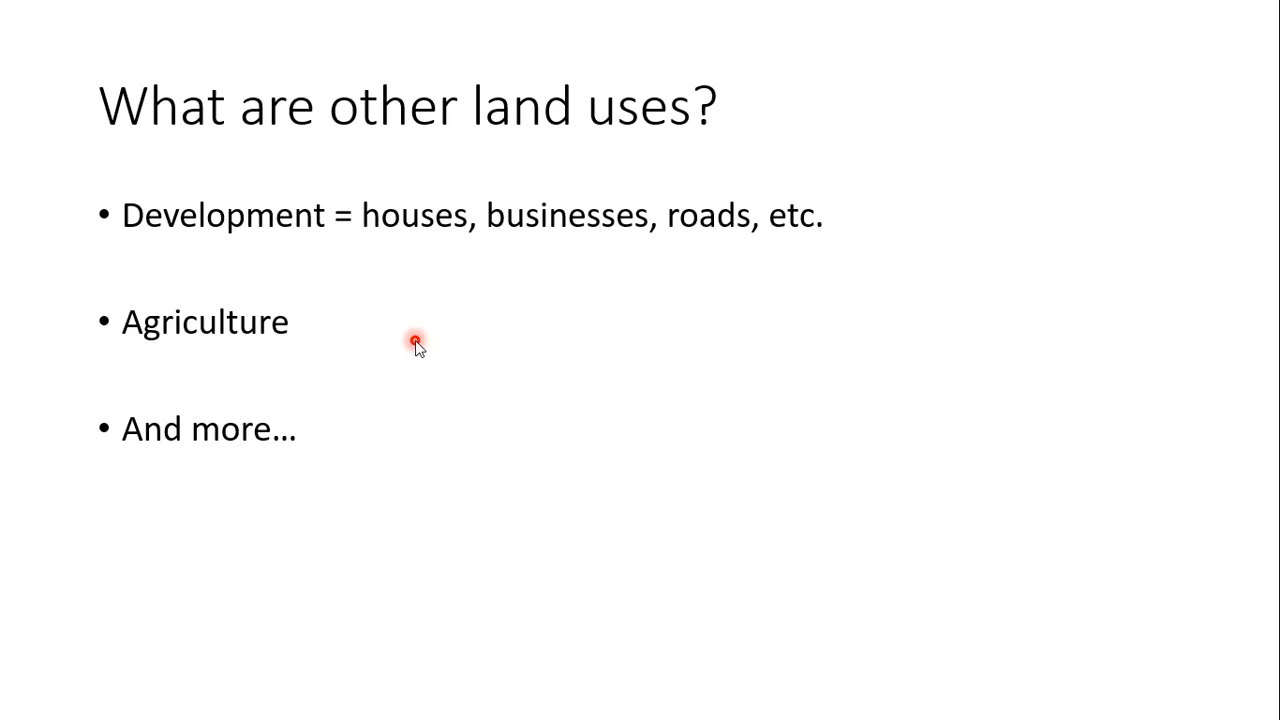 What are other land uses?
• Development = houses, businesses, roads, etc.
• Agriculture
• And more…